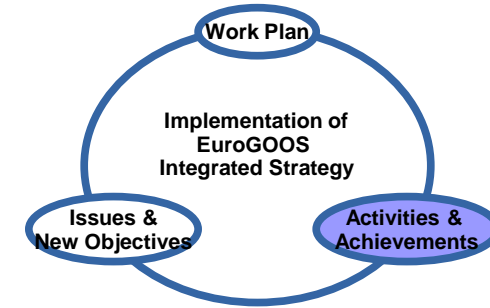 Work Plan
Implementation of
EuroGOOS
Integrated Strategy
Issues &
New Objectives
Activities &
Achievements